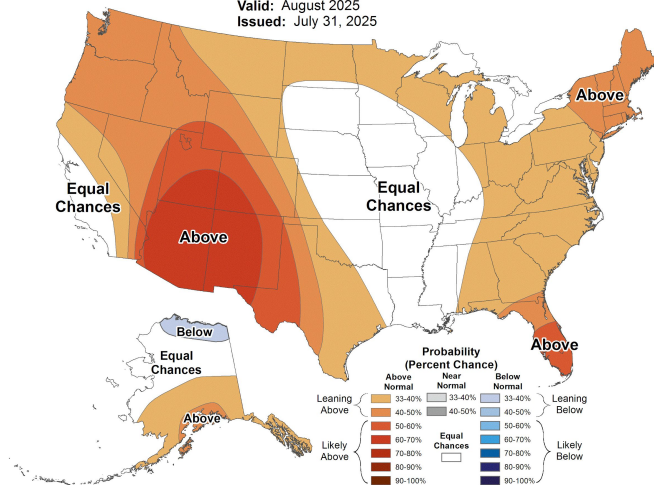 Valid: August 2025
Issued: July 31, 2025
Above
Equal
Chances
Equal
Chances
Above
Below
Equal
Chances
Above
Above
Probability
(Percent Chance)
Above
Normal
Near
Normal
Below
Normal
Leaning
Above
33-40%
40-50%
33-40%
40-50%
33-40%
40-50%
Leaning
Below
Likely
Above
50-60%
60-70%
70-80%
80-90%
90-100%
Equal
Chances
50-60%
60-70%
70-80%
80-90%
90-100%
Likely
Below